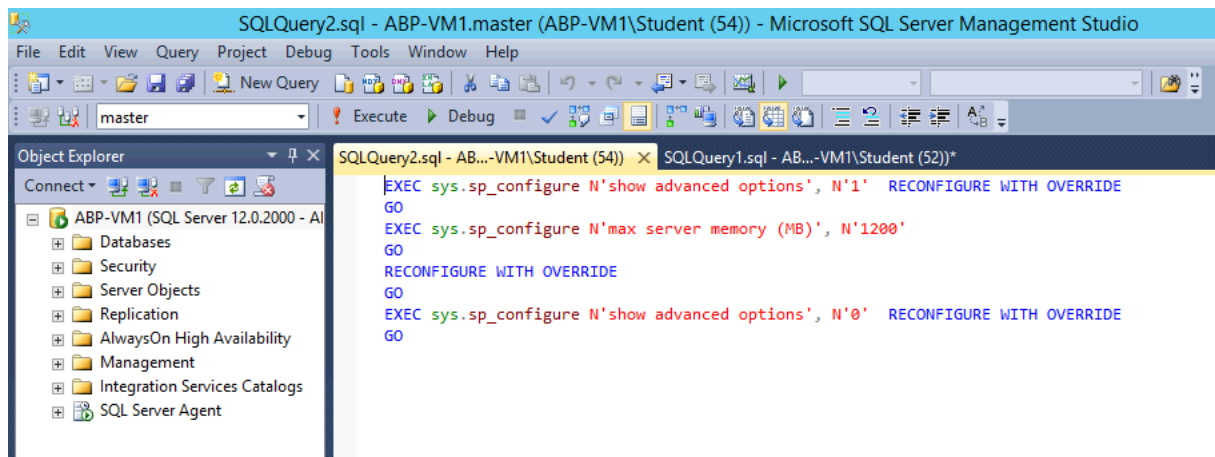 SQLQuery2.sql - ABP-VM1.master (ABP-VM1\Student (54)) - Microsoft SQL Server Management Studio
File Edit View Query Project Debug Tools Window Help
New Query
master Execute Debug
Object Explorer
SQLQuery2.sql - AB...-VM1\Student (54)) SQLQuery1.sql - AB...-VM1\Student (52))*
Connect
ABP-VM1 (SQL Server 12.0.2000 - Al
Databases
Security
Server Objects
Replication
AlwaysOn High Availability
Management
Integration Services Catalogs
SQL Server Agent
EXEC sys.sp_configure N'show advanced options', N'1'  RECONFIGURE WITH OVERRIDE
GO
EXEC sys.sp_configure N'max server memory (MB)', N'1200'
GO
RECONFIGURE WITH OVERRIDE
GO
EXEC sys.sp_configure N'show advanced options', N'0'  RECONFIGURE WITH OVERRIDE
GO